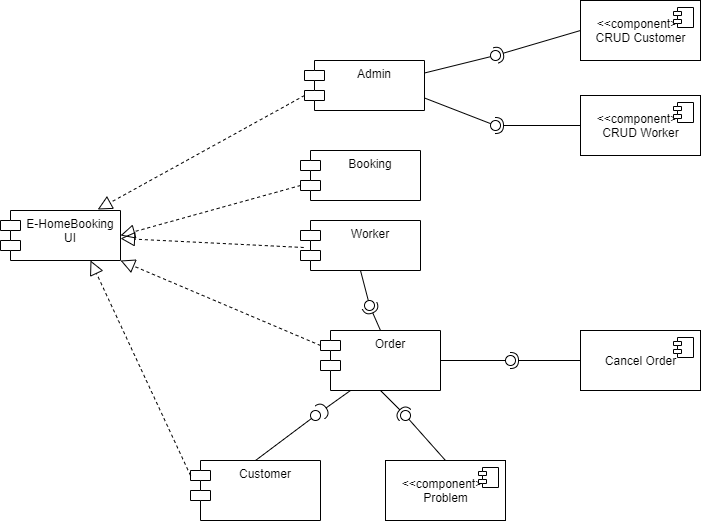 <<component>
CRUD Customer
Admin
<<component>
CRUD Worker
Booking
E-HomeBooking
UI
Worker
Order
Cancel Order
Customer
<<component>
Problem